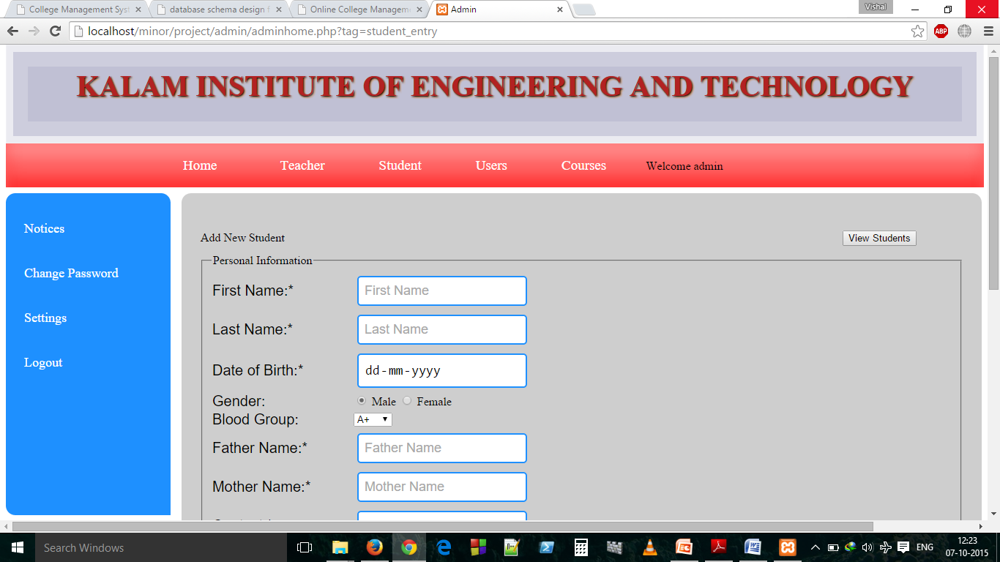 College Management Syst
database schema design f
Online College Managem
Admin
Vishal
localhost/minor/project/admin/adminhome.php?tag=student_entry
ABP
KALAM INSTITUTE OF ENGINEERING AND TECHNOLOGY
Home Teacher Student Users Courses Welcome admin
Notices
Change Password
Settings
Logout
Add New Student
View Students
Personal Information
First Name:* First Name
Last Name:* Last Name
Date of Birth:* dd-mm-yyyy
Gender: Male Female
Blood Group: A+
Father Name:* Father Name
Mother Name:* Mother Name
Search Windows
ENG
12:23
07-10-2015